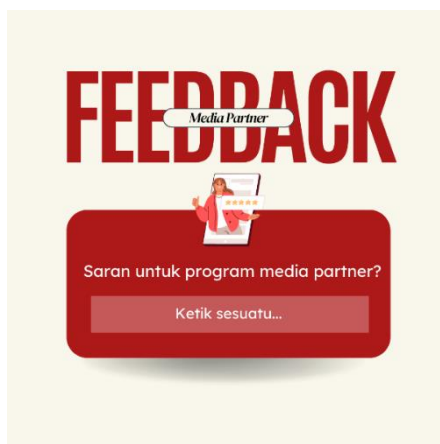 FEEDBACK
Media Partner
Saran untuk program media partner?
Ketik sesuatu...